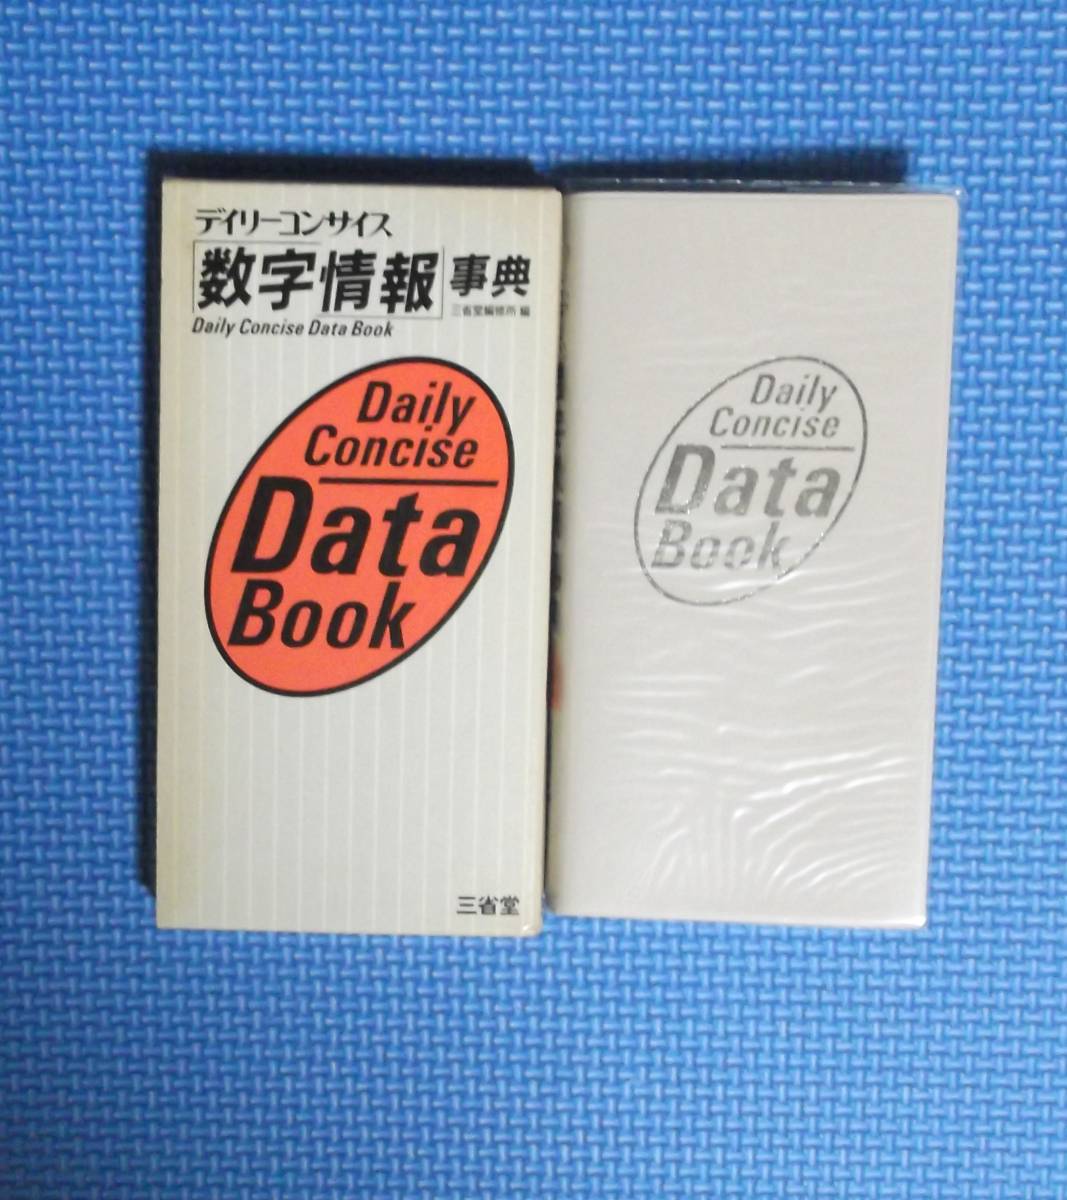 デイリーコンサイス
数字情報事典
三省堂編修所 編
Daily Concise Data Book
Daily
Concise
Data
Book
三省堂
Daily
Concise
Data
Book